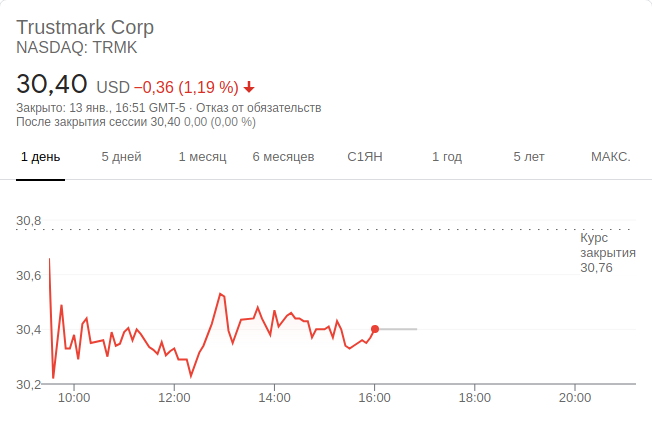 Trustmark Corp
NASDAQ: TRMK
30,40 USD −0,36 (1,19 %)
Закрыто: 13 янв., 16:51 GMT-5 · Отказ от обязательств
После закрытия сессии 30,40 0,00 (0,00 %)
1 день 5 дней 1 месяц 6 месяцев С1ЯН 1 год 5 лет МАКС.
30,8
Курс
закрытия
30,76
30,6
30,4
30,2
10:00 12:00 14:00 16:00 18:00 20:00